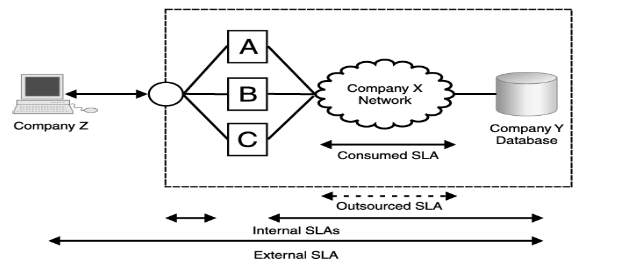 A
B
C
Company X
Network
Company Z
Company Y
Database
Consumed SLA
Outsourced SLA
Internal SLAs
External SLA